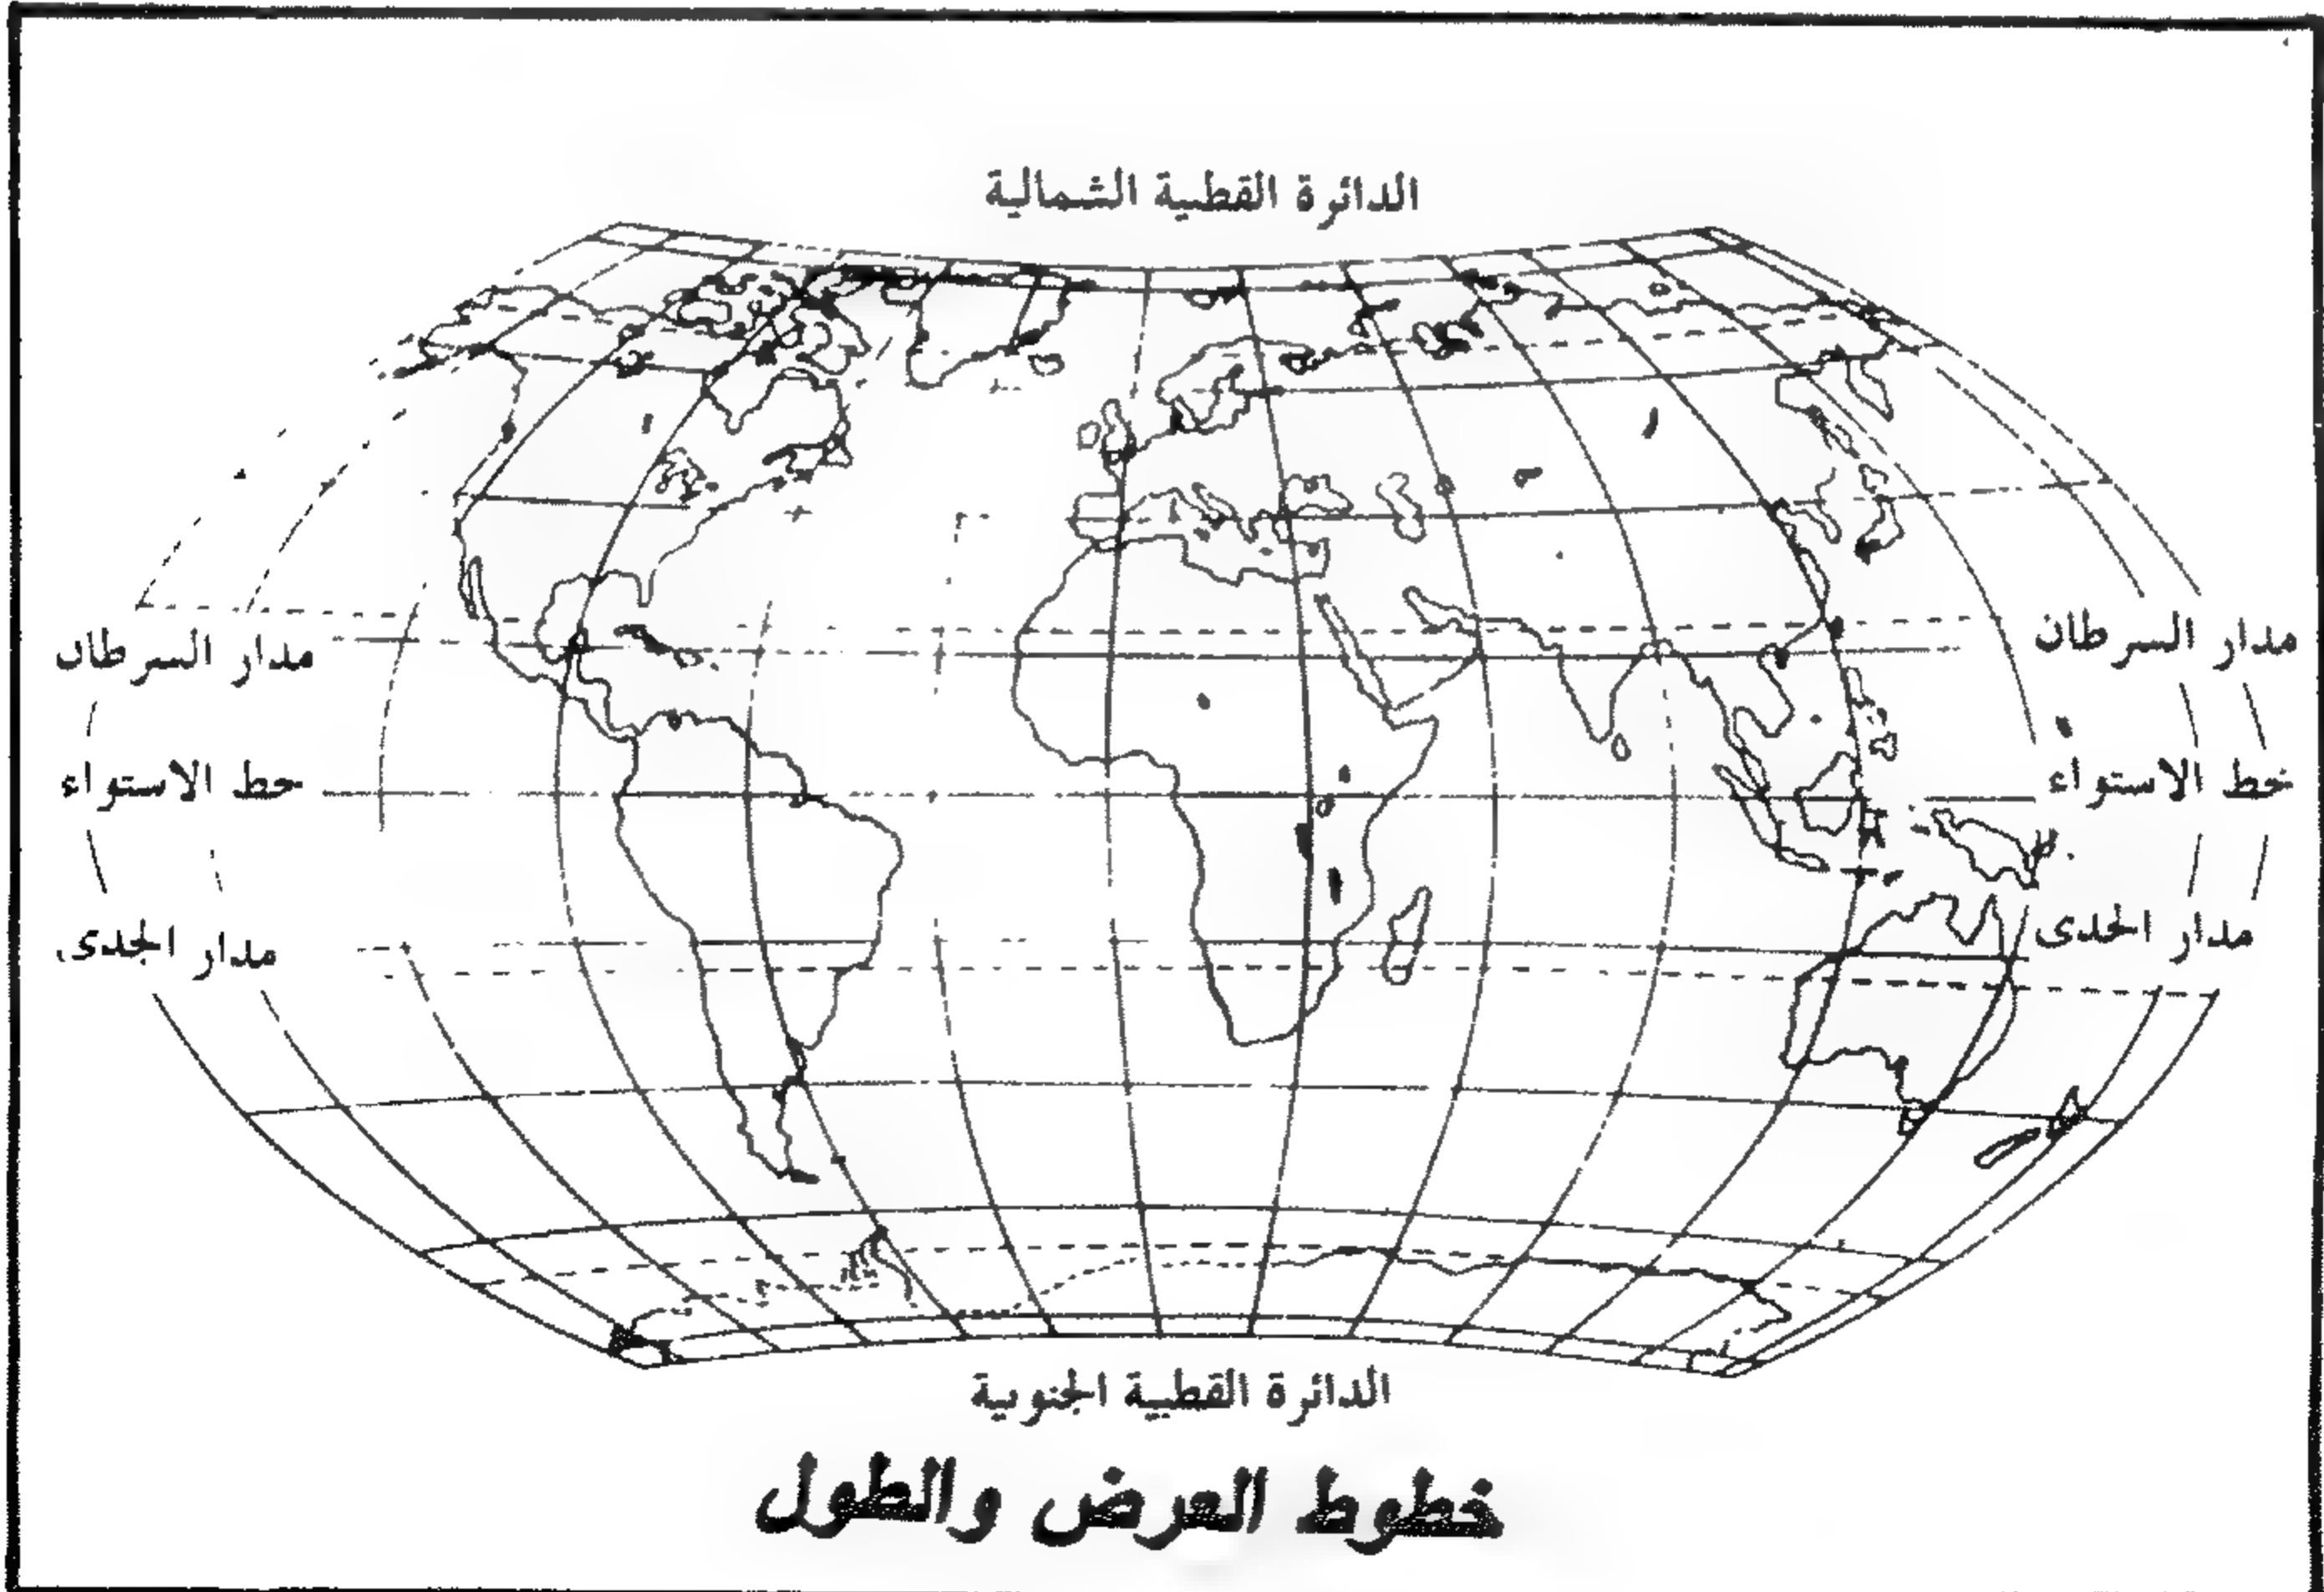 الدائرة القطبية الشمالية
مدار السرطان
مدار السرطان
خط الاستواء
خط الاستواء
مدار الجدى
مدار الجدى
الدائرة القطبية الجنوبية
خطوط العرض والطول